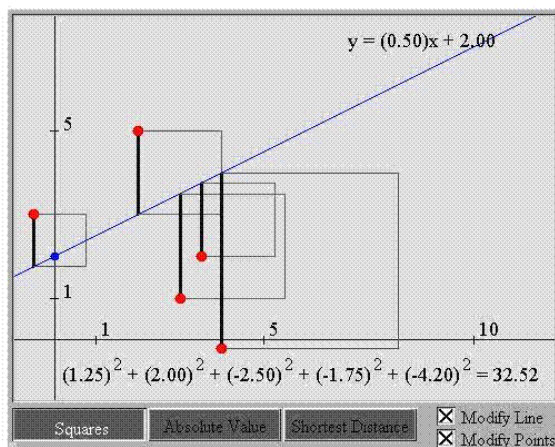 y = (0.50)x + 2.00
5
1
1 5 10
(1.25)² + (2.00)² + (-2.50)² + (-1.75)² + (-4.20)² = 32.52
Squares Absolute Value Shortest Distance
Modify Line
Modify Points